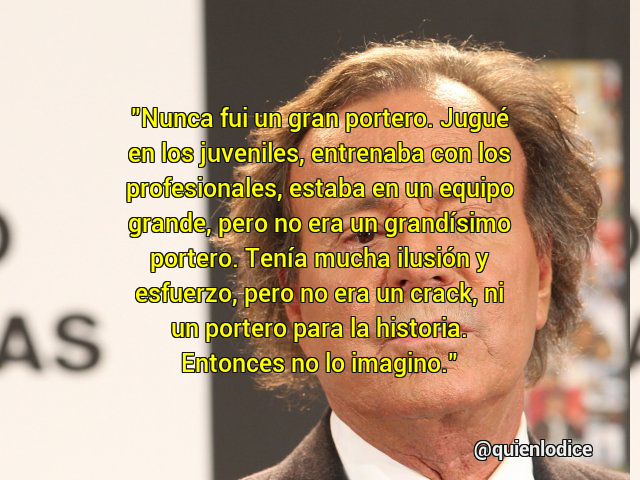 "Nunca fui un gran portero. Jugué
en los juveniles, entrenaba con los
profesionales, estaba en un equipo
grande, pero no era un grandísimo
portero. Tenía mucha ilusión y
esfuerzo, pero no era un crack, ni
un portero para la historia.
Entonces no lo imagino."
@quienlodice
AS